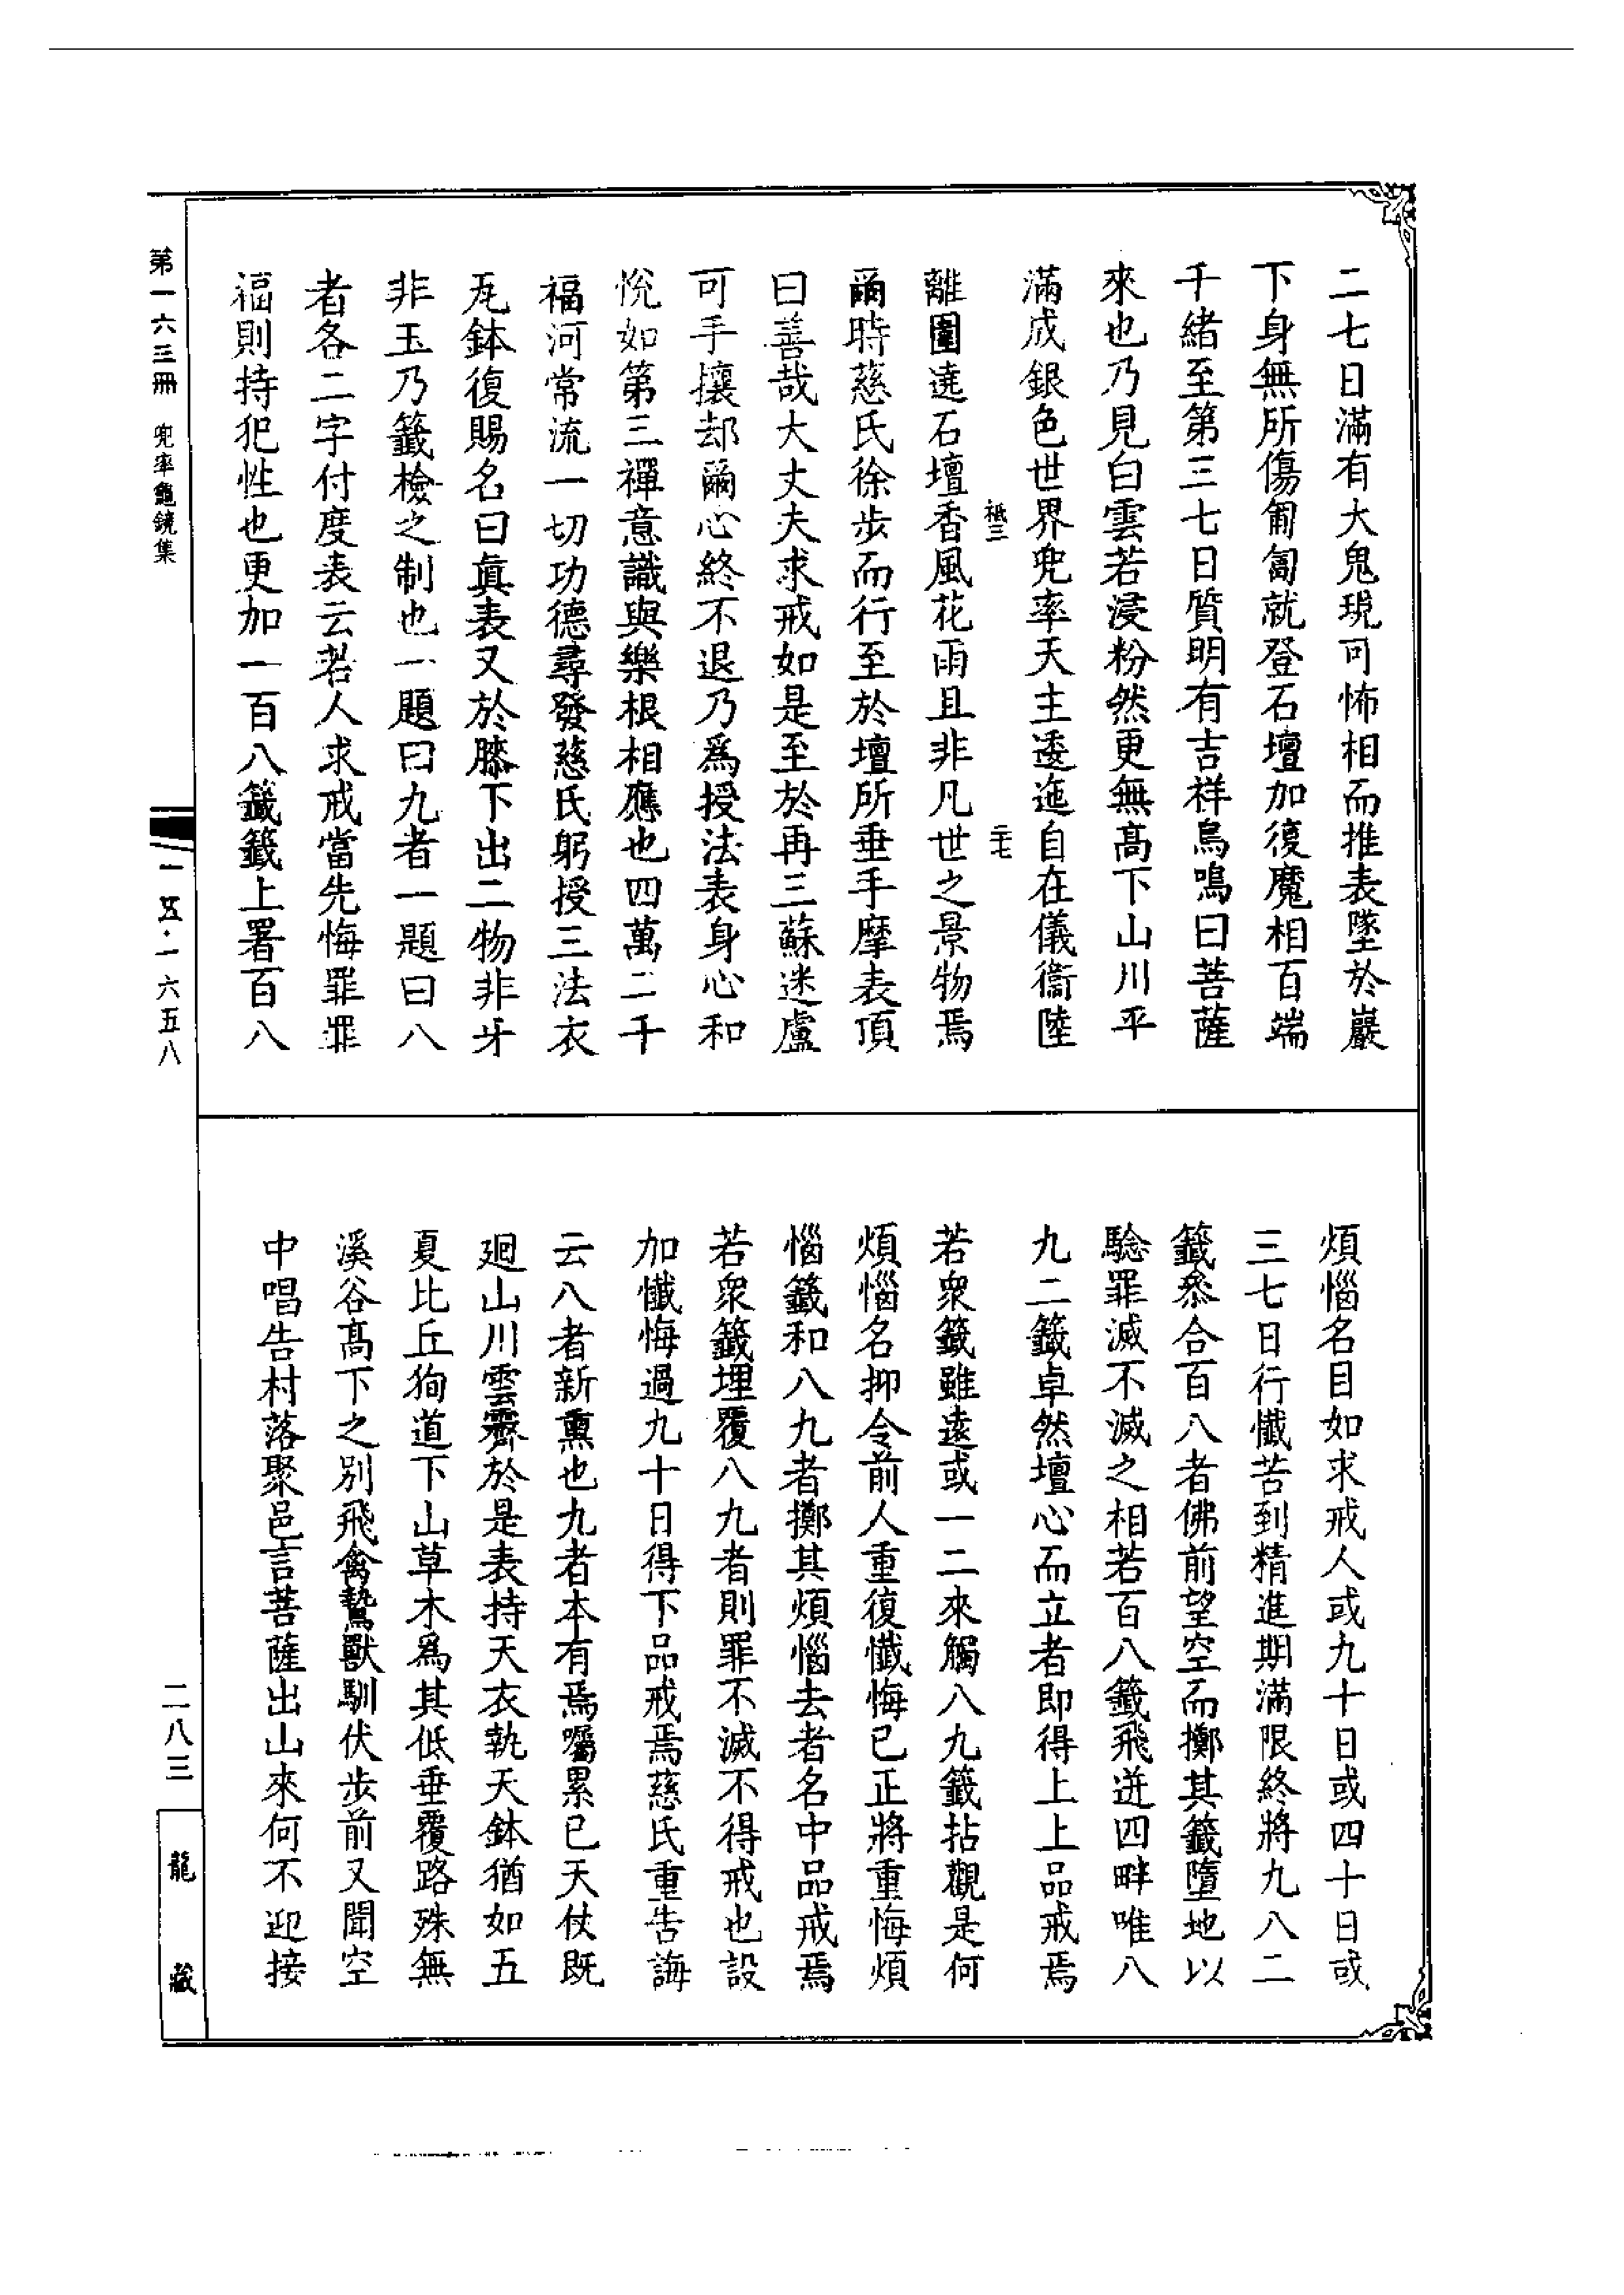 二七日滿有大鬼現可怖相而推表墜於巖
下身無所傷匍匐就登石壇加復魔相百端
千緒至第三七日質明有吉祥鳥鳴曰菩薩
來也乃見白雲若浸粉然更無髙下山川平
滿成銀色世界兜率天主逶迤自在儀衞陸
祗三
二七
離圍遶石壇香風花雨且非凡世之景物焉
爾時慈氏徐步而行至於壇所垂手摩表頂
曰善哉大丈夫求戒如是至於再三蘇迷盧
可手攘却爾心終不退乃爲授法表身心和
悅如第三禪意識與樂根相應也四萬二千
福河常流一切功德尋發慈氏躬授三法衣
瓦鉢復賜名曰真表又於膝下出二物非牙
非玉乃籤檢之制也一題曰九者一題曰八
者各二字付度表云若人求戒當先悔罪罪
福則持犯性也更加一百八籤籤上署百八
煩惱名目如求戒人或九十日或四十日或
三七日行懺苦到精進期滿限終將九八二
籤叅合百八者佛前望空而擲其籤墮地以
騐罪滅不滅之相若百八籤飛迸四畔唯八
九二籤卓然壇心而立者即得上上品戒焉
若衆籤雖遠或一二來觸八九籤拈觀是何
煩惱名抑令前人重復懺悔已正將重悔煩
惱籤和八九者擲其煩惱去者名中品戒焉
若衆籤埋覆八九者則罪不滅不得戒也設
加懺悔過九十日得下品戒焉慈氏重告誨
云八者新熏也九者本有焉囑累已天仗既
廻山川雲霽於是表持天衣執天鉢猶如五
夏比丘狥道下山草木爲其低垂覆路殊無
溪谷髙下之别飛禽鷙獸馴伏步前又聞空
中唱告村落聚邑言菩薩出山來何不迎接
第一六三冊 兜率龜鏡集
一五·一六五八
二八三
龍藏